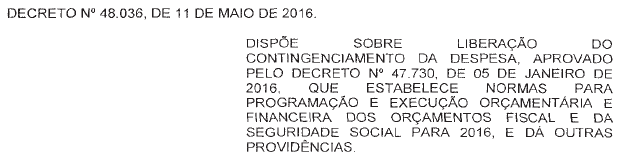 DECRETO Nº 48.036, DE 11 DE MAIO DE 2016.
DISPÕE SOBRE LIBERAÇÃO DO
CONTINGENCIAMENTO DA DESPESA, APROVADO
PELO DECRETO Nº 47.730, DE 05 DE JANEIRO DE
2016, QUE ESTABELECE NORMAS PARA
PROGRAMAÇÃO E EXECUÇÃO ORÇAMENTÁRIA E
FINANCEIRA DOS ORÇAMENTOS FISCAL E DA
SEGURIDADE SOCIAL PARA 2016, E DÁ OUTRAS
PROVIDÊNCIAS.